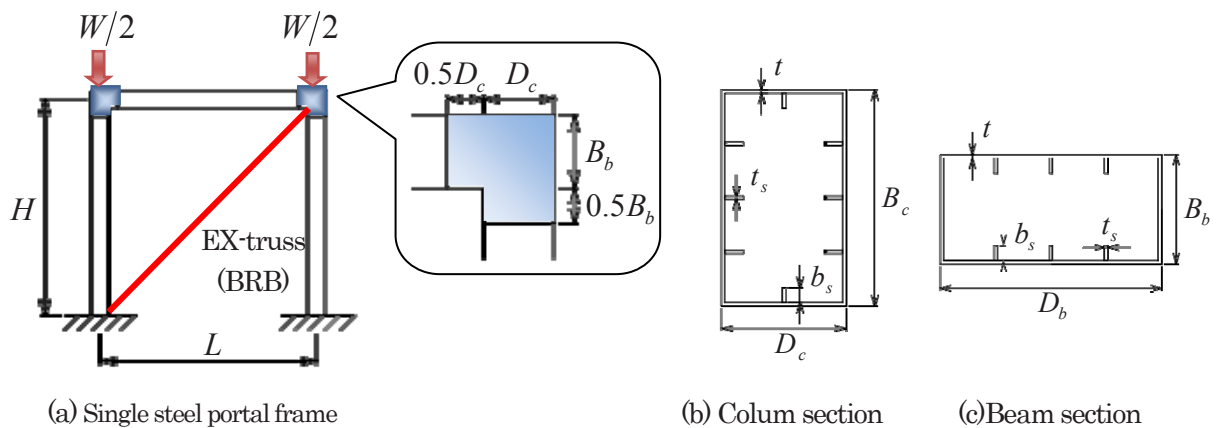 W/2
W/2
0.5D_c
D_c
B_b
0.5B_b
H
EX-truss
(BRB)
L
(a) Single steel portal frame
t
t_s
B_c
b_s
D_c
(b) Colum section
t
b_s
t_s
B_b
D_b
(c)Beam section